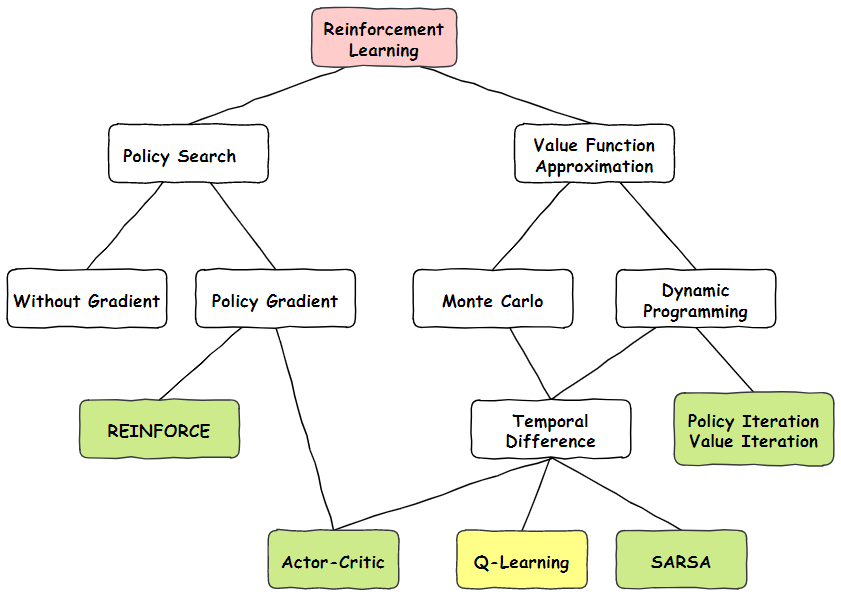 Reinforcement
Learning
Policy Search
Value Function
Approximation
Without Gradient
Policy Gradient
Monte Carlo
Dynamic
Programming
REINFORCE
Temporal
Difference
Policy Iteration
Value Iteration
Actor-Critic
Q-Learning
SARSA